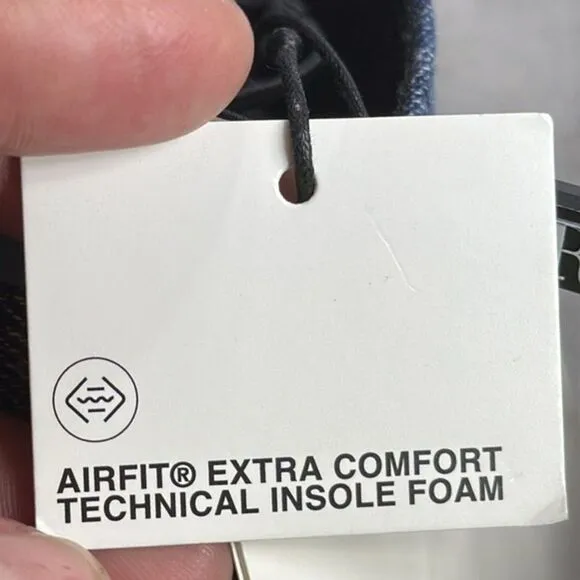 AIRFIT® EXTRA COMFORT
TECHNICAL INSOLE FOAM